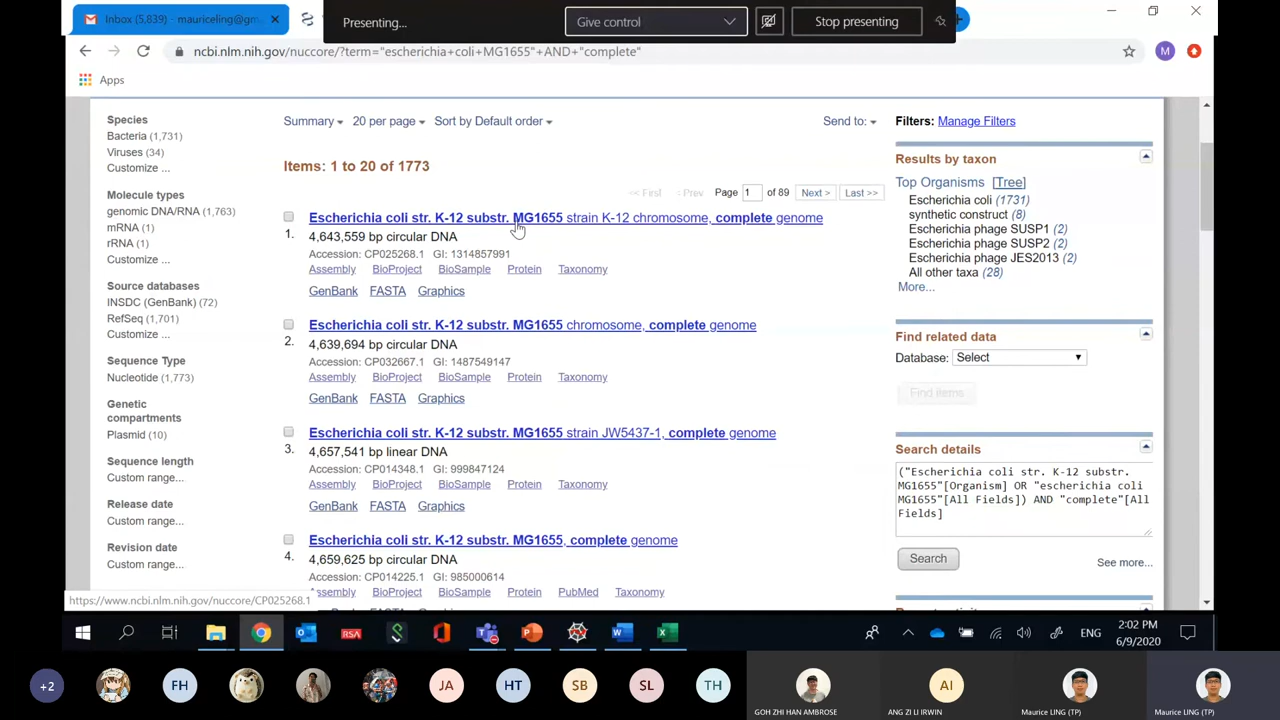 Inbox (5,839) - mauriceling@gm
Presenting...
Give control
Stop presenting
ncbi.nlm.nih.gov/nuccore/?term="escherichia+coli+MG1655"+AND+"complete"
M
Apps
Species
Bacteria (1,731)
Viruses (34)
Customize ...
Molecule types
genomic DNA/RNA (1,763)
mRNA (1)
rRNA (1)
Customize ...
Source databases
INSDC (GenBank) (72)
RefSeq (1,701)
Customize ...
Sequence Type
Nucleotide (1,773)
Genetic
compartments
Plasmid (10)
Sequence length
Custom range...
Release date
Custom range...
Revision date
Custom range...
Summary 20 per page Sort by Default order Send to:
Items: 1 to 20 of 1773
<< First < Prev Page 1 of 89 Next > Last >>
Escherichia coli str. K-12 substr. MG1655 strain K-12 chromosome, complete genome
1. 4,643,559 bp circular DNA
Accession: CP025268.1 GI: 1314857991
Assembly BioProject BioSample Protein Taxonomy
GenBank FASTA Graphics
Escherichia coli str. K-12 substr. MG1655 chromosome, complete genome
2. 4,639,694 bp circular DNA
Accession: CP032667.1 GI: 1487549147
Assembly BioProject BioSample Protein Taxonomy
GenBank FASTA Graphics
Escherichia coli str. K-12 substr. MG1655 strain JW5437-1, complete genome
3. 4,657,541 bp linear DNA
Accession: CP014348.1 GI: 999847124
Assembly BioProject BioSample Protein Taxonomy
GenBank FASTA Graphics
Escherichia coli str. K-12 substr. MG1655, complete genome
4. 4,659,625 bp circular DNA
Accession: CP014225.1 GI: 985000614
Assembly BioProject BioSample Protein PubMed Taxonomy
Filters: Manage Filters
Results by taxon
Top Organisms [Tree]
Escherichia coli (1731)
synthetic construct (8)
Escherichia phage SUSP1 (2)
Escherichia phage SUSP2 (2)
Escherichia phage JES2013 (2)
All other taxa (28)
More...
Find related data
Database: Select
Find items
Search details
("Escherichia coli str. K-12 substr.
MG1655"[Organism] OR "escherichia coli
MG1655"[All Fields]) AND "complete"[All
Fields]
Search
See more...
https://www.ncbi.nlm.nih.gov/nuccore/CP025268.1
RSA
ENG
2:02 PM
6/9/2020
+2
FH
JA
HT
SB
SL
TH
AI
GOH ZHI HAN AMBROSE
ANG ZI LI IRWIN
Maurice LING (TP)
Maurice LING (TP)